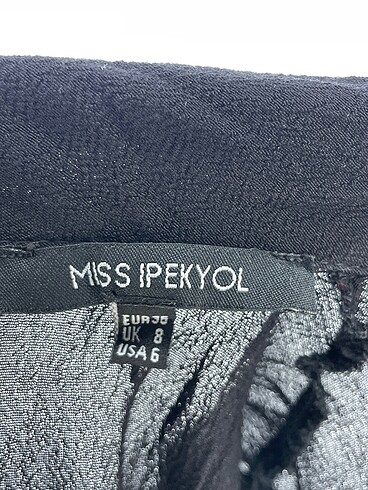 MISS IPEKYOL
EUR 36
UK 8
USA 6